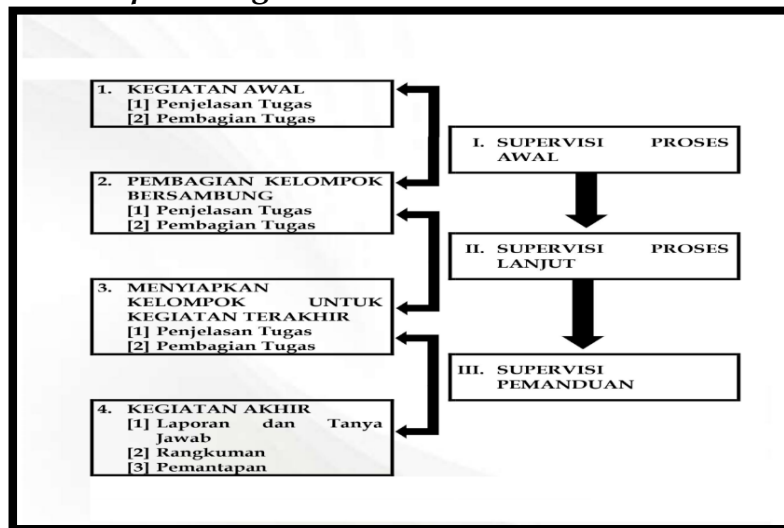 1. KEGIATAN AWAL
[1] Penjelasan Tugas
[2] Pembagian Tugas
2. PEMBAGIAN KELOMPOK
BERSAMBUNG
[1] Penjelasan Tugas
[2] Pembagian Tugas
3. MENYIAPKAN
KELOMPOK UNTUK
KEGIATAN TERAKHIR
[1] Penjelasan Tugas
[2] Pembagian Tugas
4. KEGIATAN AKHIR
[1] Laporan dan Tanya
Jawab
[2] Rangkuman
[3] Pemantapan
I. SUPERVISI PROSES
AWAL
II. SUPERVISI PROSES
LANJUT
III. SUPERVISI
PEMANDUAN